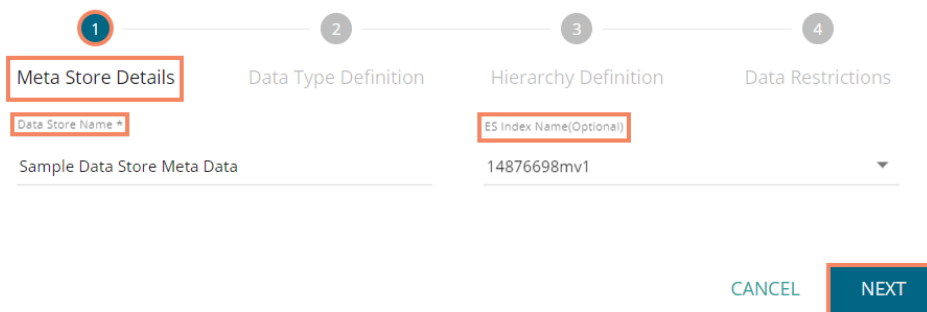 1 2 3 4
Meta Store Details Data Type Definition Hierarchy Definition Data Restrictions
Data Store Name * ES Index Name(Optional)
Sample Data Store Meta Data 14876698mv1
CANCEL NEXT